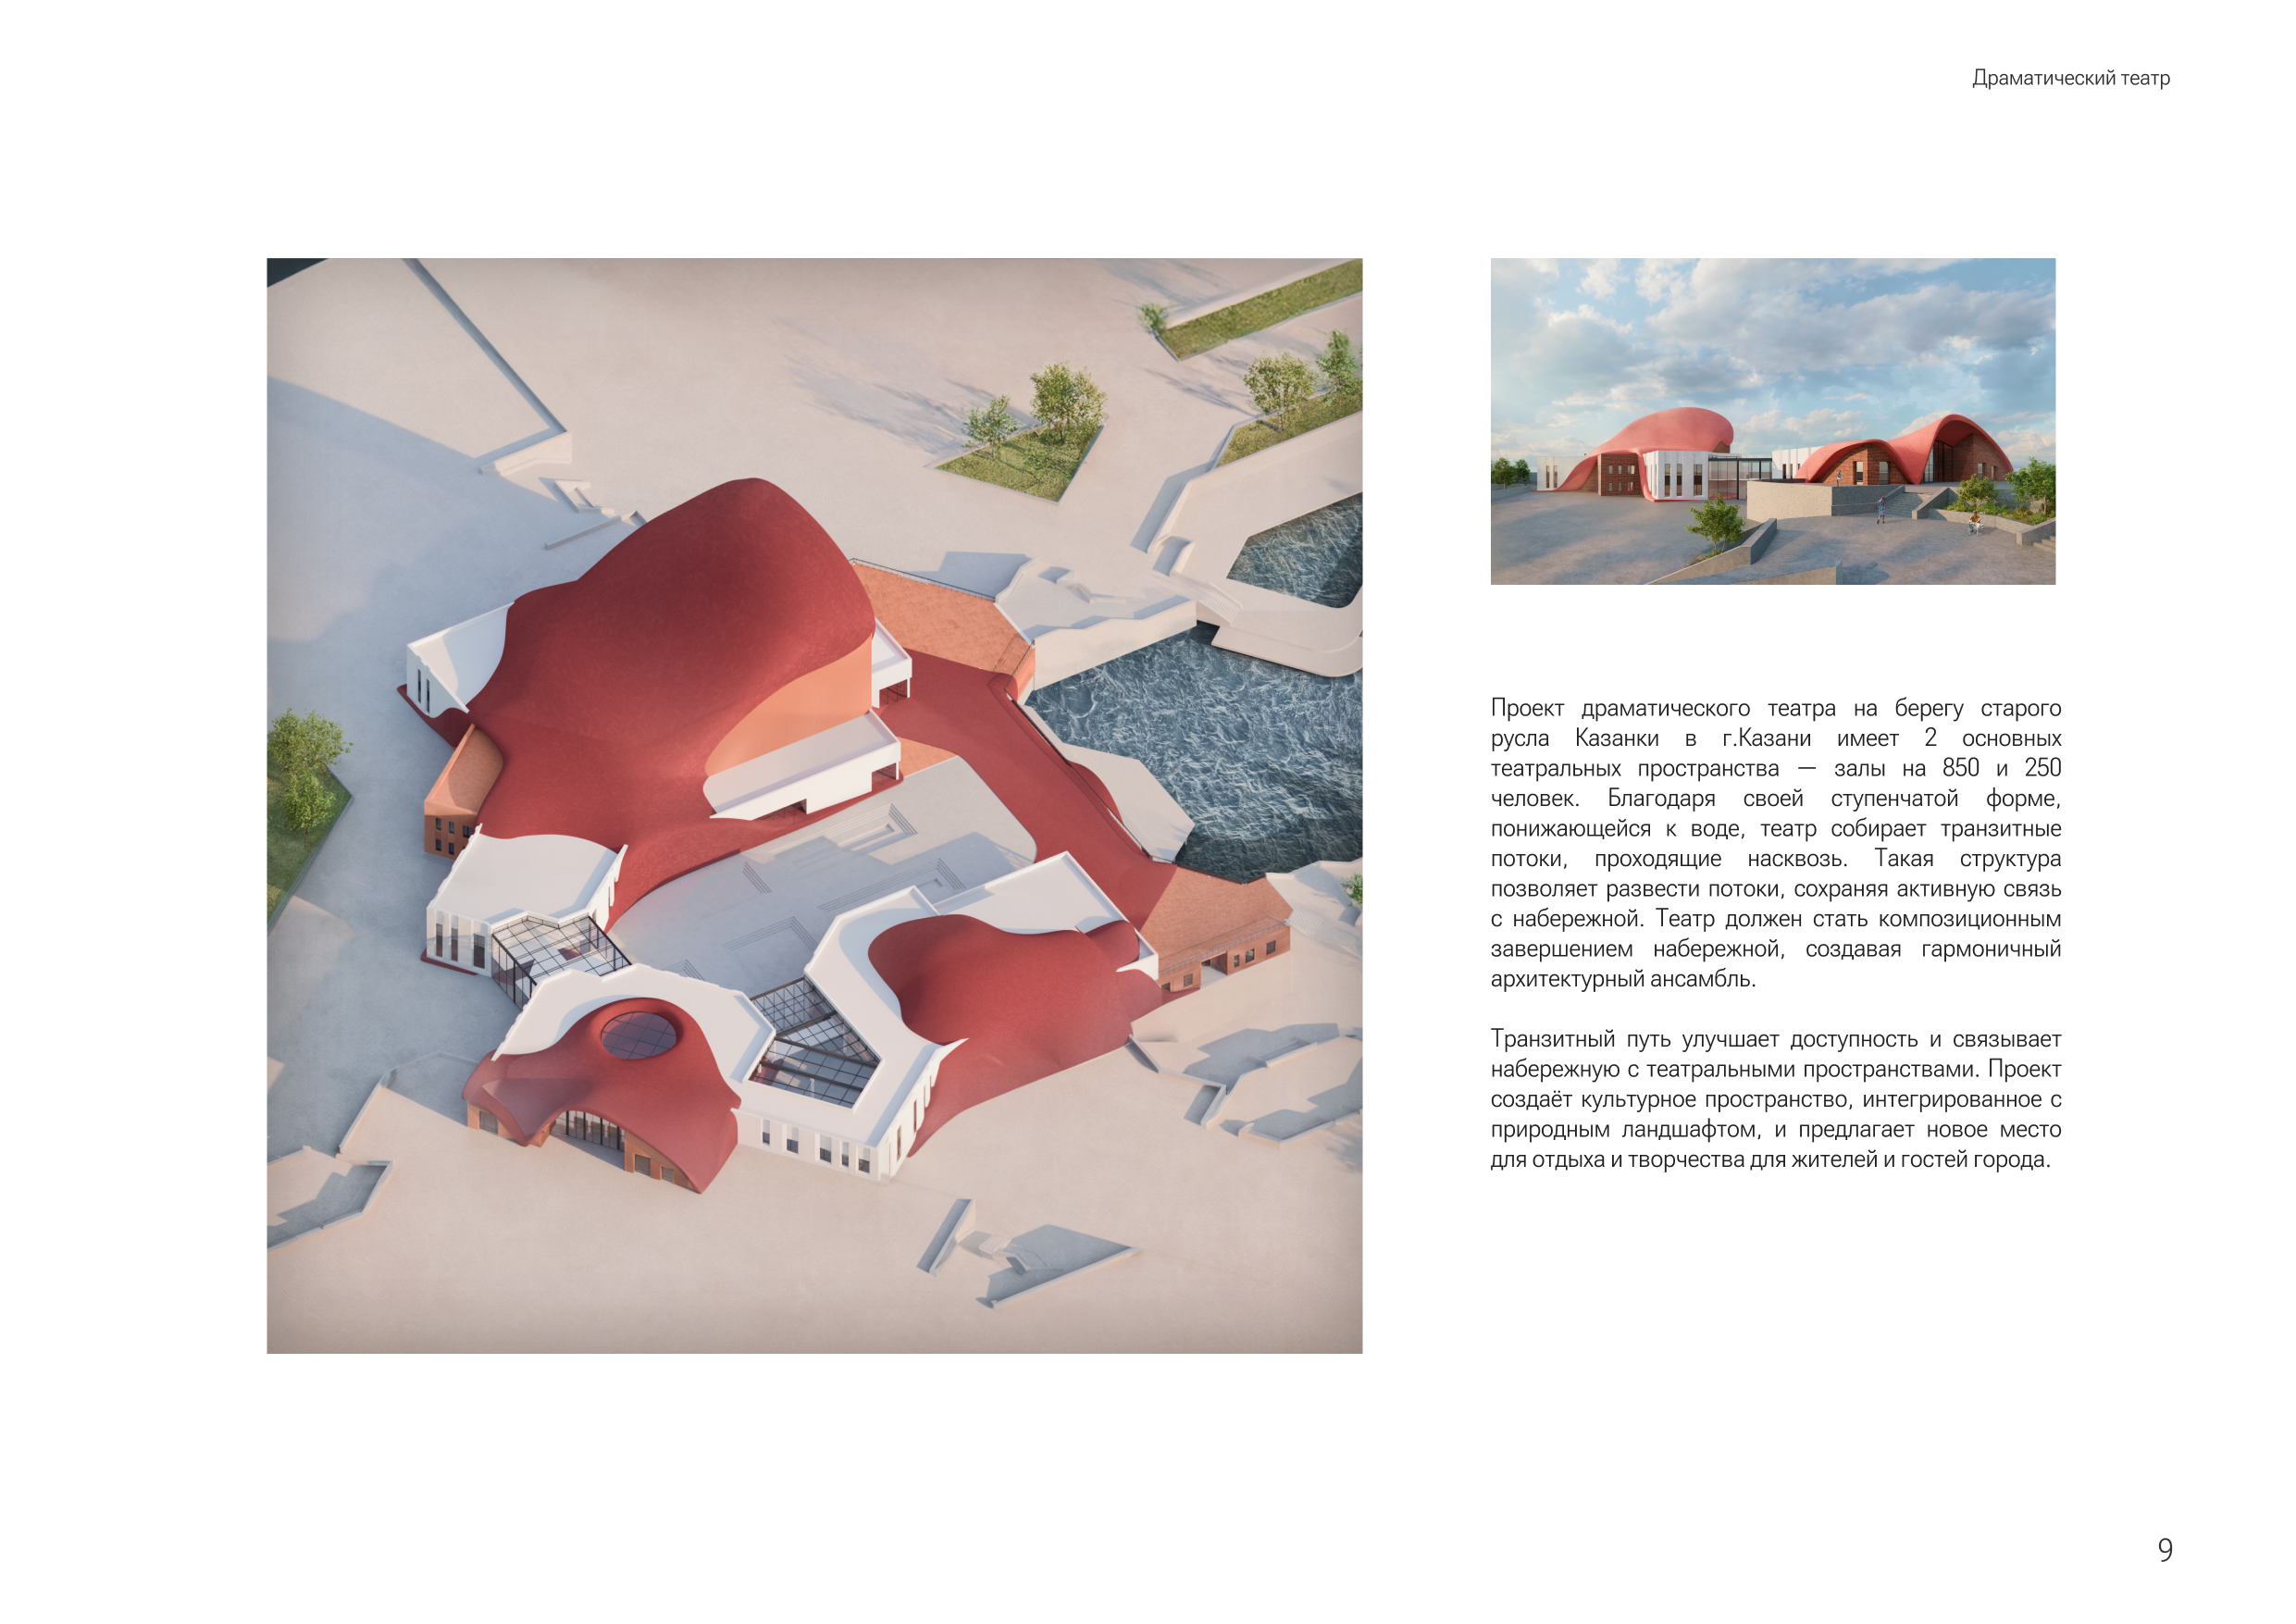 Драматический театр
Проект драматического театра на берегу старого
русла Казанки в г.Казани имеет 2 основных
театральных пространства — залы на 850 и 250
человек. Благодаря своей ступенчатой форме,
понижающейся к воде, театр собирает транзитные
потоки, проходящие насквозь. Такая структура
позволяет развести потоки, сохраняя активную связь
с набережной. Театр должен стать композиционным
завершением набережной, создавая гармоничный
архитектурный ансамбль.
Транзитный путь улучшает доступность и связывает
набережную с театральными пространствами. Проект
создаёт культурное пространство, интегрированное с
природным ландшафтом, и предлагает новое место
для отдыха и творчества для жителей и гостей города.
9